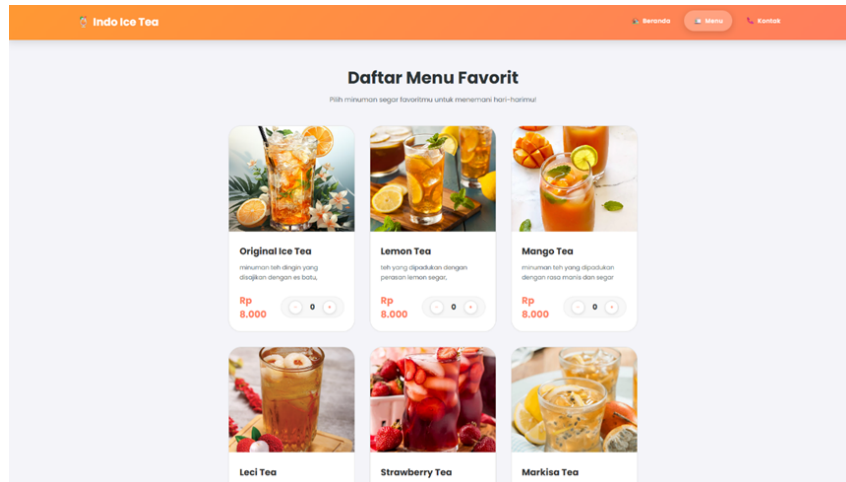 Indo Ice Tea
Beranda
Menu
Kontak
Daftar Menu Favorit
Pilih minuman segar favoritmu untuk menemani hari-harimu!
Original Ice Tea
minuman teh dingin yang
disajikan dengan es batu,
Rp
8.000
- 0 +
Lemon Tea
teh yang dipadukan dengan
perasan lemon segar,
Rp
8.000
- 0 +
Mango Tea
minuman teh yang dipadukan
dengan rasa manis dan segar
Rp
8.000
- 0 +
Leci Tea
Strawberry Tea
Markisa Tea